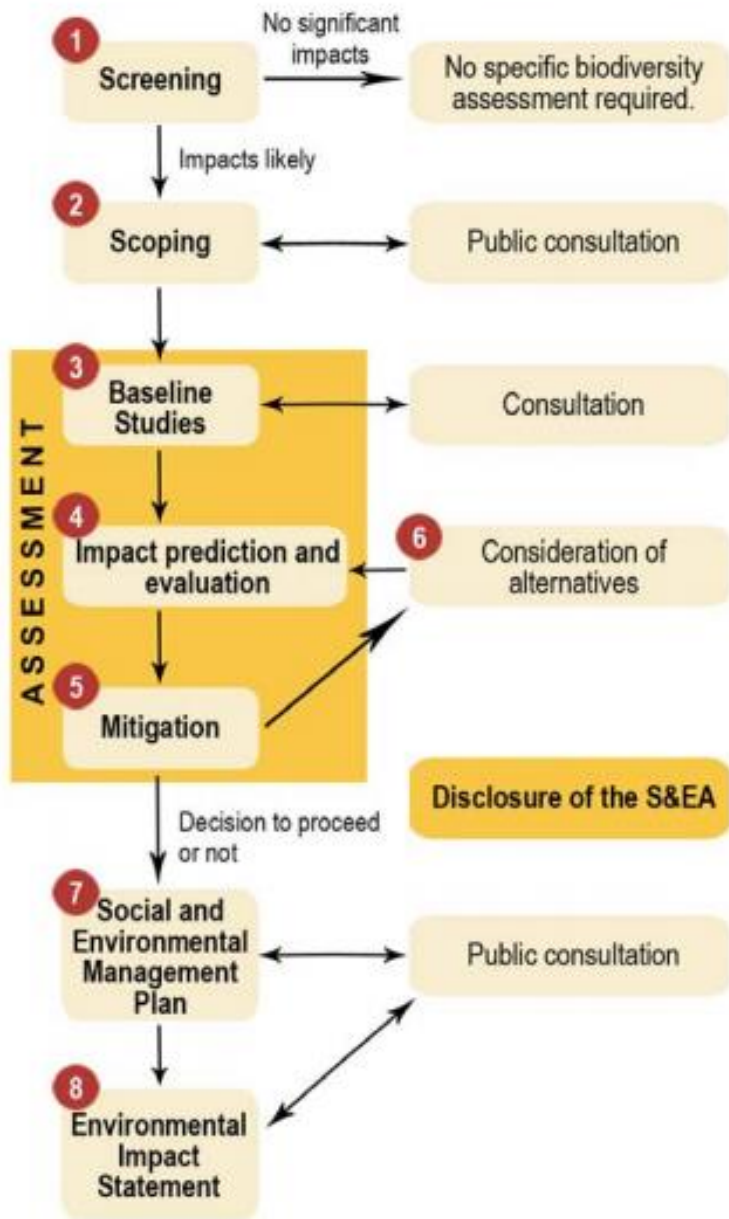 1
Screening
No significant
impacts
No specific biodiversity
assessment required.
Impacts likely
2
Scoping
Public consultation
ASSESSMENT
3
Baseline
Studies
Consultation
4
Impact prediction and
evaluation
6
Consideration of
alternatives
5
Mitigation
Disclosure of the S&EA
Decision to proceed
or not
7
Social and
Environmental
Management
Plan
Public consultation
8
Environmental
Impact
Statement